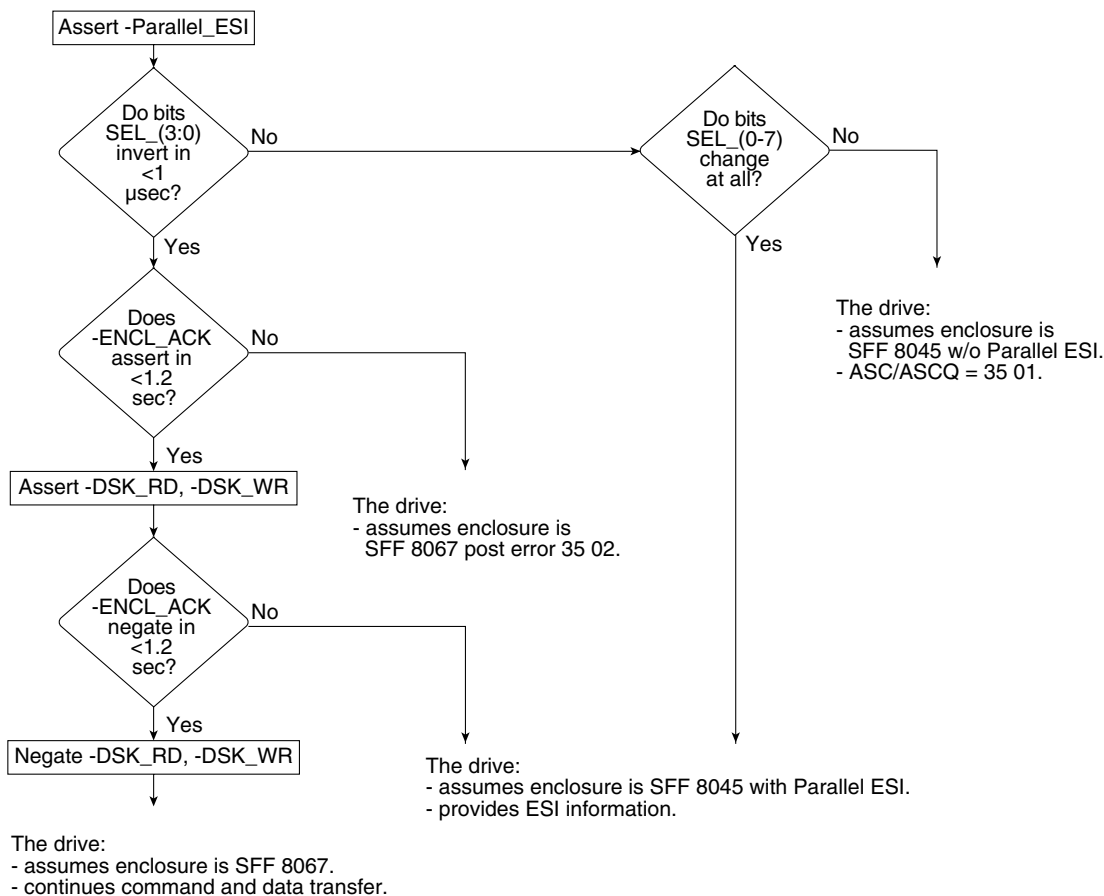 Assert -Parallel_ESI
Do bits
SEL_(3:0)
invert in
<1
µsec?
No
Yes
Do bits
SEL_(0-7)
change
at all?
No
Yes
The drive:
- assumes enclosure is
SFF 8045 w/o Parallel ESI.
- ASC/ASCQ = 35 01.
Does
-ENCL_ACK
assert in
<1.2
sec?
No
Yes
Assert -DSK_RD, -DSK_WR
The drive:
- assumes enclosure is
SFF 8067 post error 35 02.
Does
-ENCL_ACK
negate in
<1.2
sec?
No
Yes
Negate -DSK_RD, -DSK_WR
The drive:
- assumes enclosure is SFF 8045 with Parallel ESI.
- provides ESI information.
The drive:
- assumes enclosure is SFF 8067.
- continues command and data transfer.